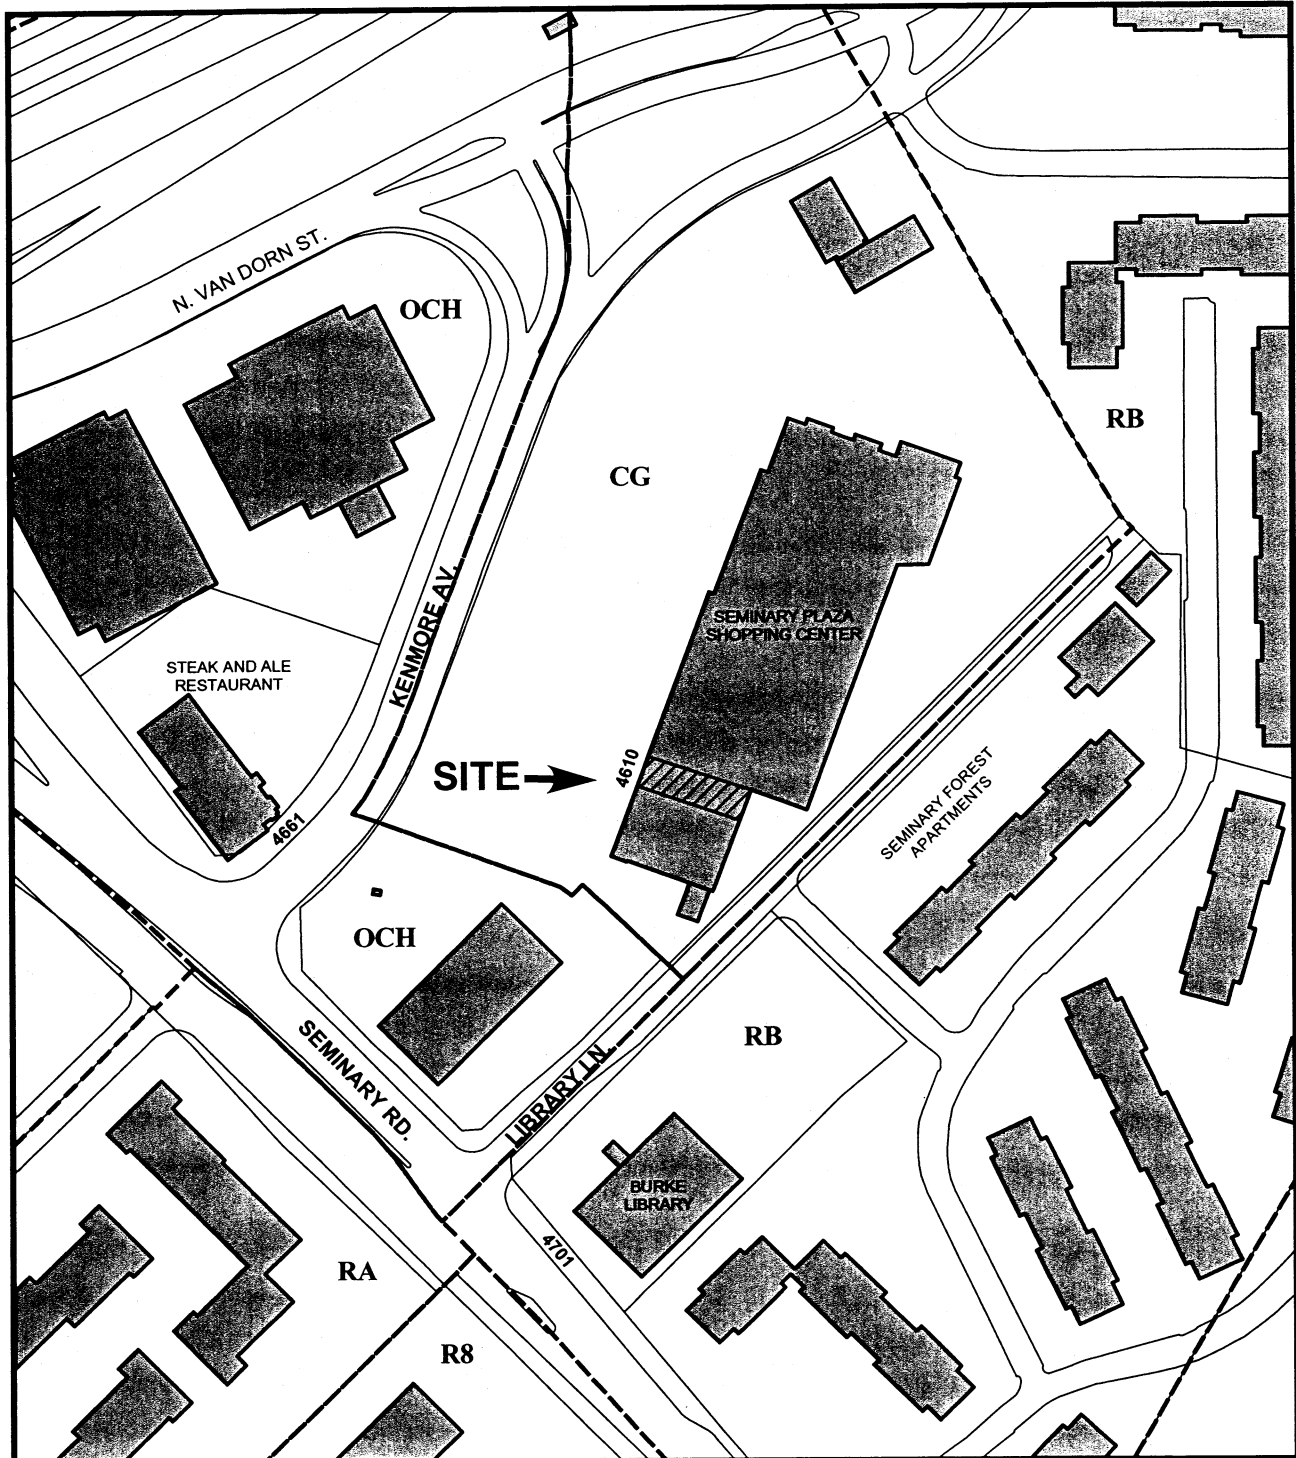 N. VAN DORN ST.
OCH
RB
CG
KENMORE AV.
SEMINARY PLAZA
SHOPPING CENTER
STEAK AND ALE
RESTAURANT
SITE
4610
4661
SEMINARY FOREST
APARTMENTS
OCH
RB
SEMINARY RD.
LIBRARY LN.
BURKE
LIBRARY
4701
RA
R8